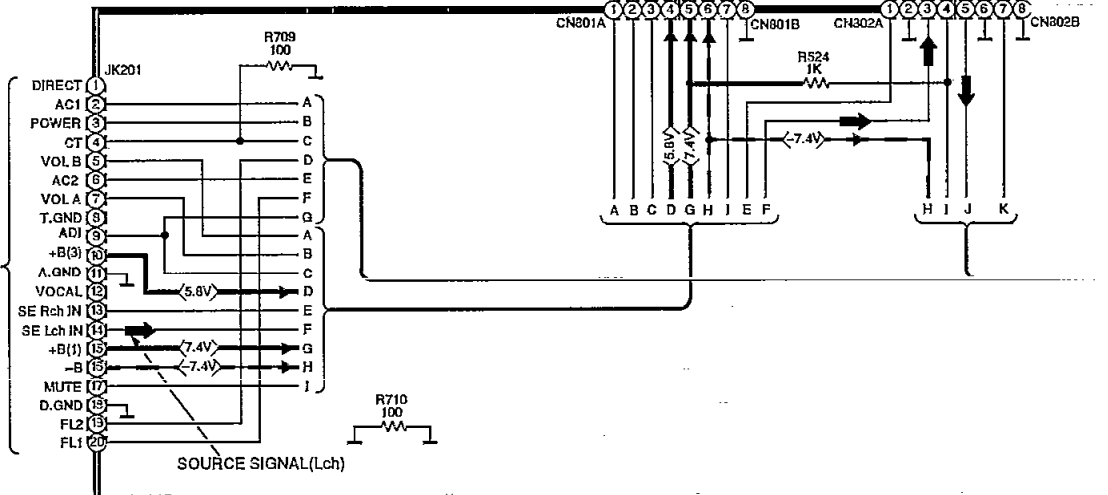 CN801A 1 2 3 4 5 6 7 8 CN801B
CN302A 1 2 3 4 5 6 7 8 CN802B
R709
100
JK201
DIRECT 1
AC1 2 A
POWER 3 B
CT 4 C
VOL B 5 D
AC2 6 E
VOL A 7 F
T.GND 8 G
ADJ 9 A
+B(3) 10 B
A.GND 11 C
VOCAL 12 5.8V D
SE Rch IN 13 E
SE Lch IN 14 F
+B(1) 15 7.4V G
-B 16 -7.4V H
MUTE 17 I
D.GND 18
FL2 19
FL1 20
SOURCE SIGNAL(Lch)
R710
100
R524
1K
5.8V
7.4V
-7.4V
A B C D G H I E F
H I J K